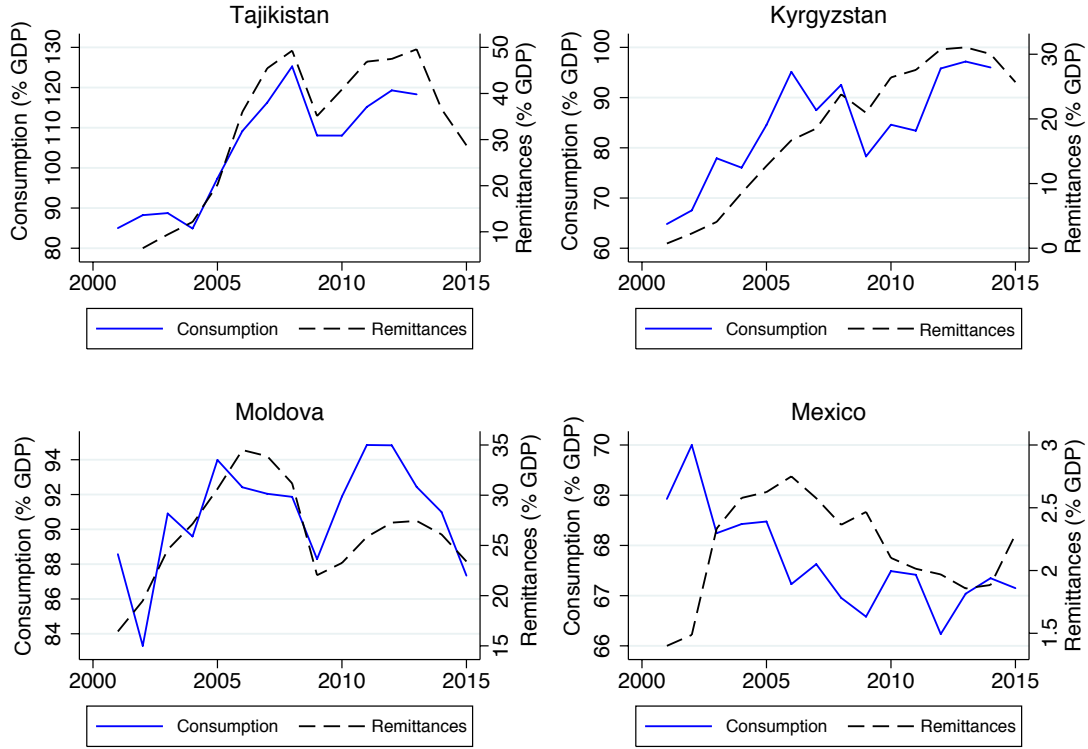 Tajikistan
Consumption (% GDP)
80 90 100 110 120 130
10 20 30 40 50
Remittances (% GDP)
2000 2005 2010 2015
Consumption Remittances
Kyrgyzstan
Consumption (% GDP)
60 70 80 90 100
0 10 20 30
Remittances (% GDP)
2000 2005 2010 2015
Consumption Remittances
Moldova
Consumption (% GDP)
84 86 88 90 92 94
15 20 25 30 35
Remittances (% GDP)
2000 2005 2010 2015
Consumption Remittances
Mexico
Consumption (% GDP)
66 67 68 69 70
1.5 2 2.5 3
Remittances (% GDP)
2000 2005 2010 2015
Consumption Remittances